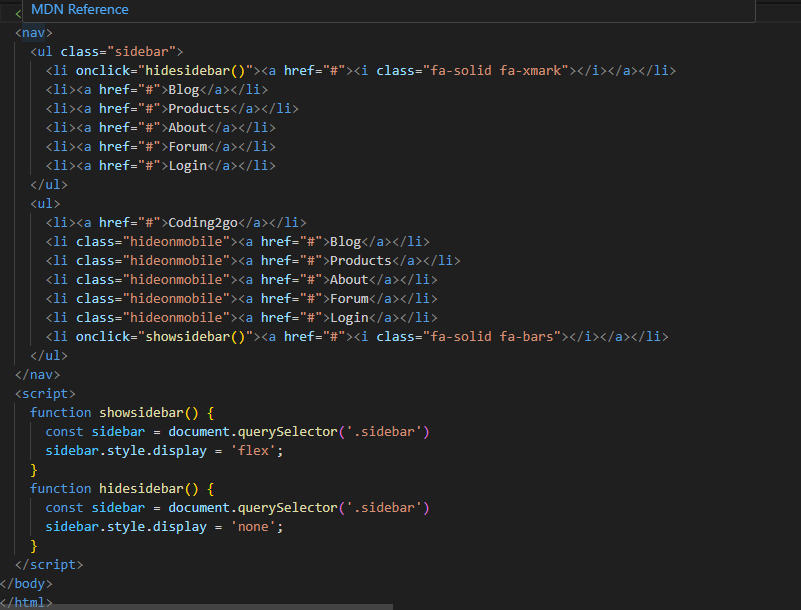 MDN Reference
<
<nav>
<ul class="sidebar">
<li onclick="hidesidebar()"><a href="#"><i class="fa-solid fa-xmark"></i></a></li>
<li><a href="#">Blog</a></li>
<li><a href="#">Products</a></li>
<li><a href="#">About</a></li>
<li><a href="#">Forum</a></li>
<li><a href="#">Login</a></li>
</ul>
<ul>
<li><a href="#">Coding2go</a></li>
<li class="hideonmobile"><a href="#">Blog</a></li>
<li class="hideonmobile"><a href="#">Products</a></li>
<li class="hideonmobile"><a href="#">About</a></li>
<li class="hideonmobile"><a href="#">Forum</a></li>
<li class="hideonmobile"><a href="#">Login</a></li>
<li onclick="showsidebar()"><a href="#"><i class="fa-solid fa-bars"></i></a></li>
</ul>
</nav>
<script>
function showsidebar() {
const sidebar = document.querySelector('.sidebar')
sidebar.style.display = 'flex';
}
function hidesidebar() {
const sidebar = document.querySelector('.sidebar')
sidebar.style.display = 'none';
}
</script>
</body>
</html>